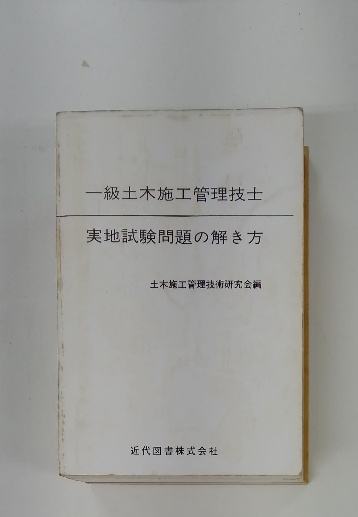 一級土木施工管理技士
実地試験問題の解き方
土木施工管理技術研究会編
近代図書株式会社